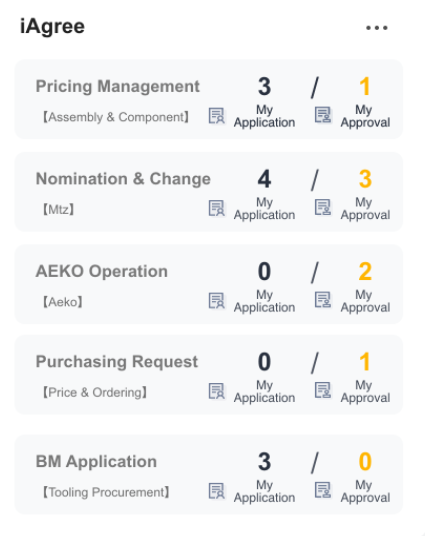 iAgree
Pricing Management 3 / 1
【Assembly & Component】 My Application My Approval
Nomination & Change 4 / 3
【Mtz】 My Application My Approval
AEKO Operation 0 / 2
【Aeko】 My Application My Approval
Purchasing Request 0 / 1
【Price & Ordering】 My Application My Approval
BM Application 3 / 0
【Tooling Procurement】 My Application My Approval